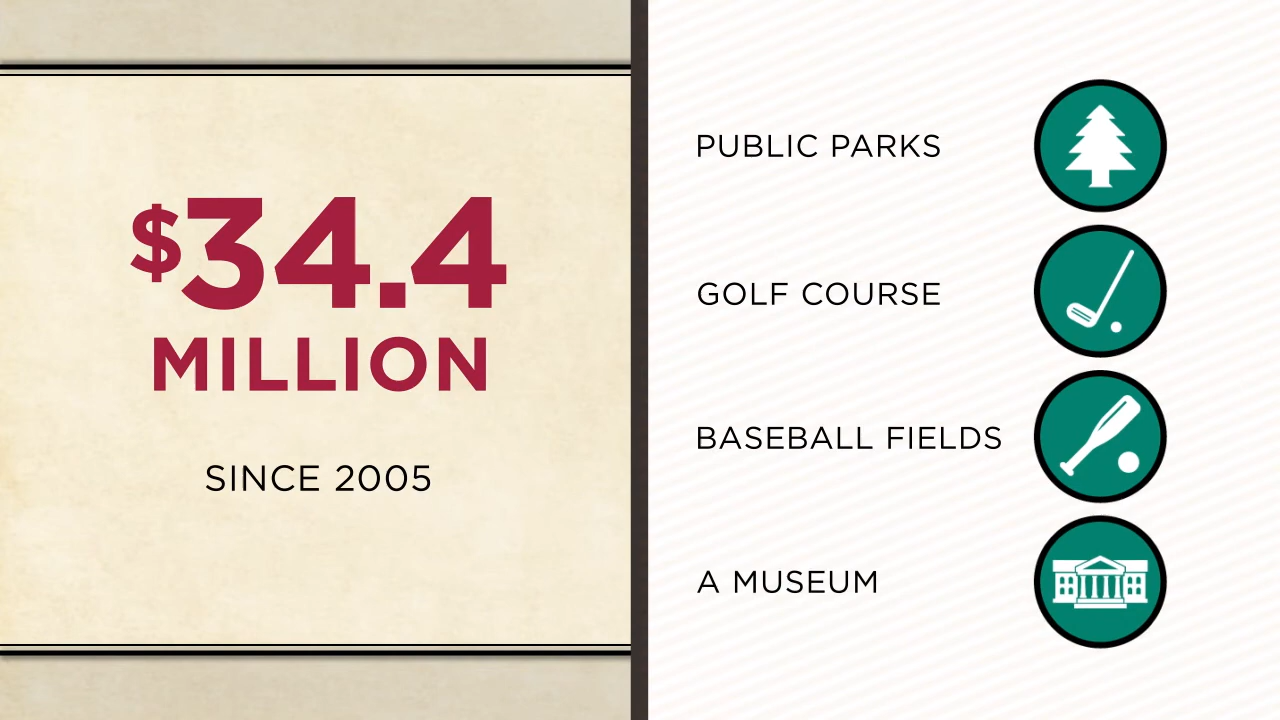 $34.4
MILLION
SINCE 2005
PUBLIC PARKS
GOLF COURSE
BASEBALL FIELDS
A MUSEUM